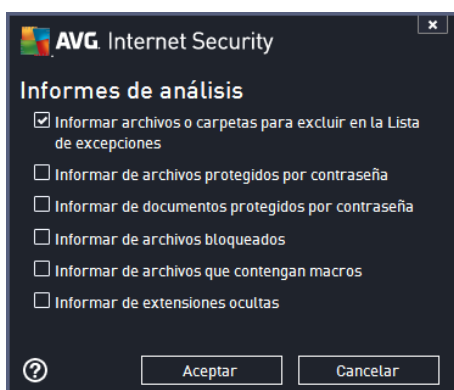 AVG. Internet Security
x
Informes de análisis
Informar archivos o carpetas para excluir en la Lista
de excepciones
Informar de archivos protegidos por contraseña
Informar de documentos protegidos por contraseña
Informar de archivos bloqueados
Informar de archivos que contengan macros
Informar de extensiones ocultas
?
Aceptar
Cancelar